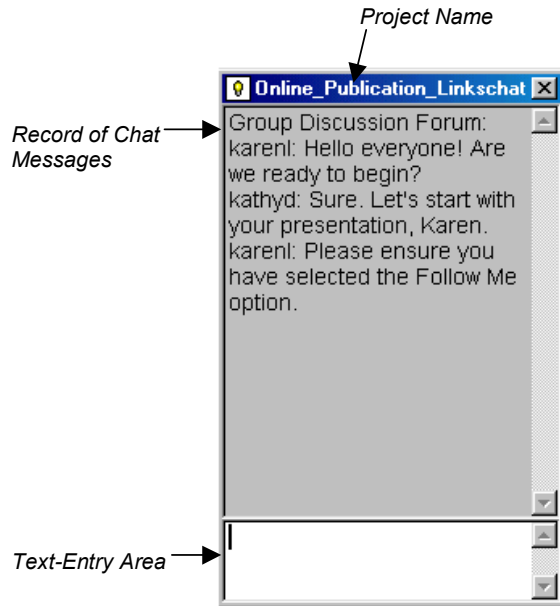 Project Name
Online_Publication_Linkschat
Record of Chat
Messages
Group Discussion Forum:
karenl: Hello everyone! Are
we ready to begin?
kathyd: Sure. Let's start with
your presentation, Karen.
karenl: Please ensure you
have selected the Follow Me
option.
Text-Entry Area